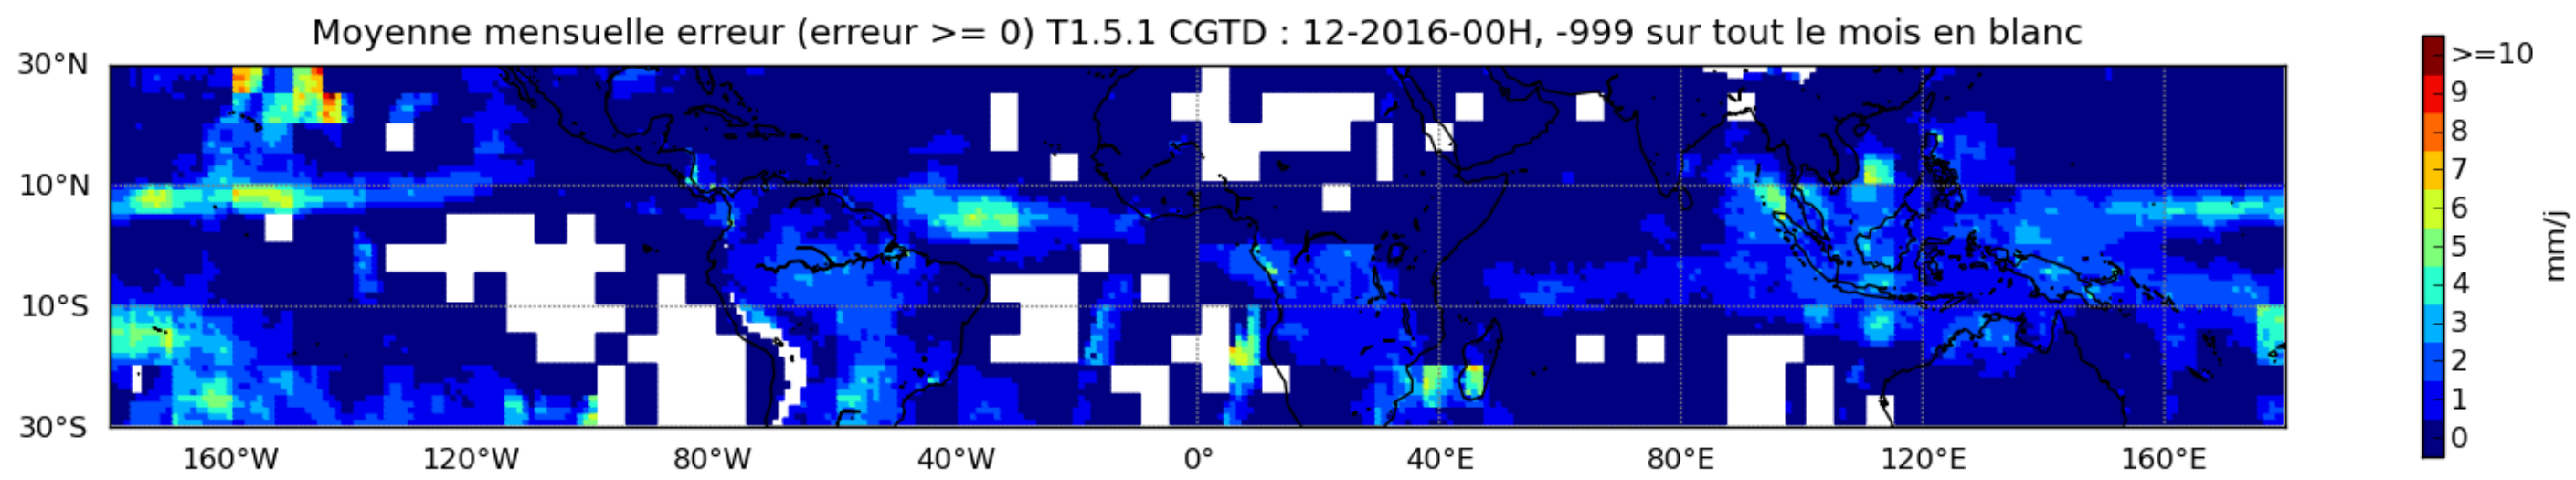 Moyenne mensuelle erreur (erreur >= 0) T1.5.1 CGTD : 12-2016-00H, -999 sur tout le mois en blanc
30°N
10°N
10°S
30°S
160°W 120°W 80°W 40°W 0° 40°E 80°E 120°E 160°E
>=10
9
8
7
6
5
4
3
2
1
0
mm/j